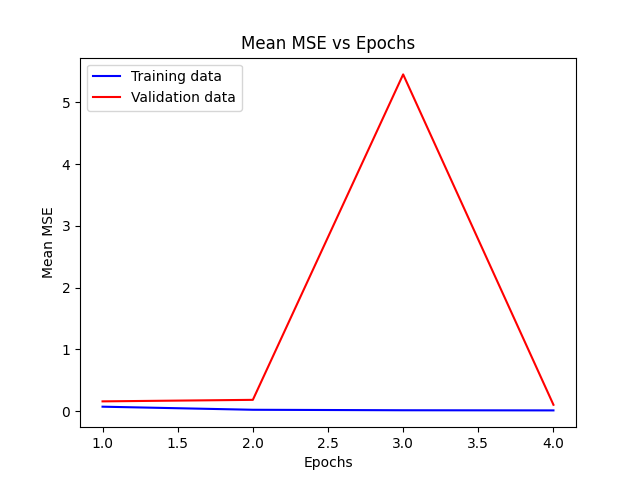 Mean MSE vs Epochs
Training data
Validation data
5
4
3
2
1
0
Mean MSE
1.0 1.5 2.0 2.5 3.0 3.5 4.0
Epochs